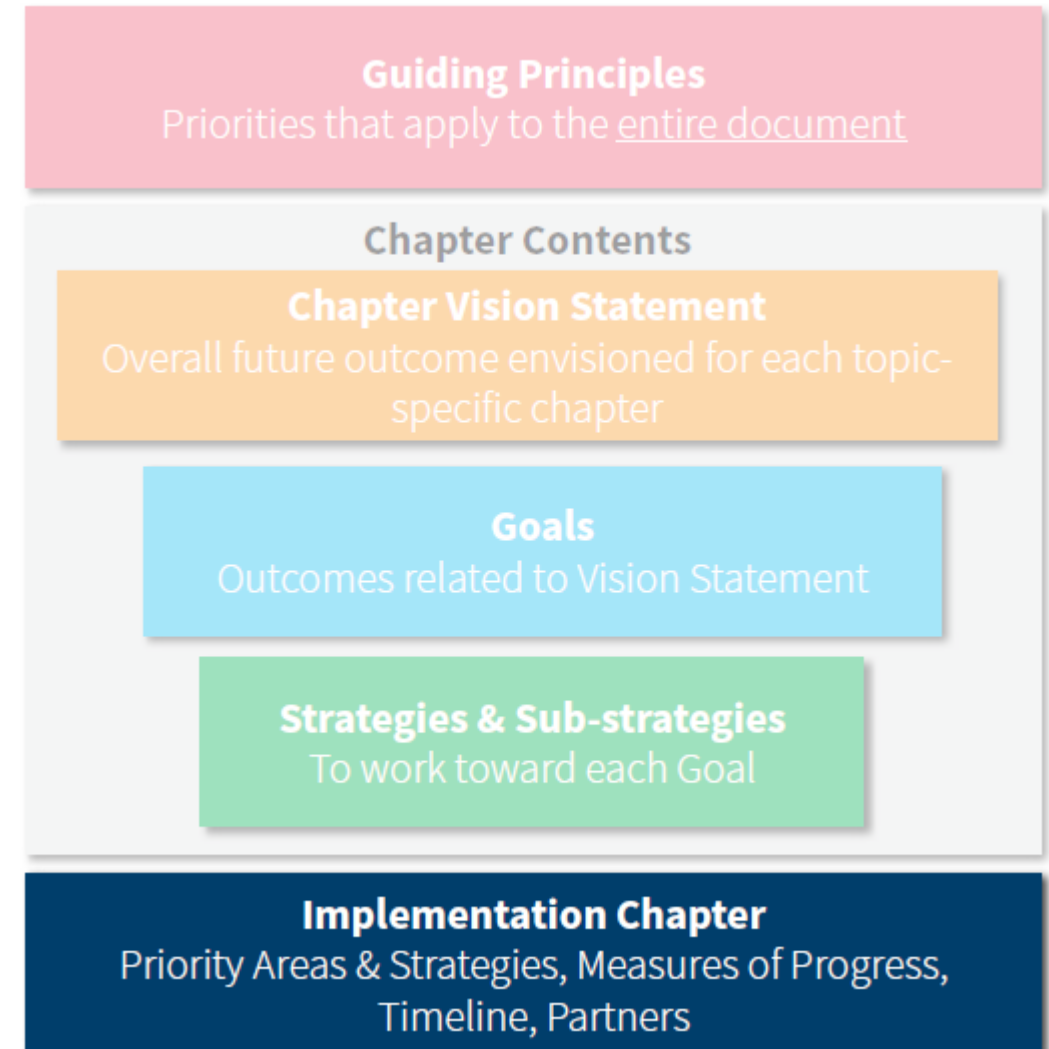 Guiding Principles
Priorities that apply to the entire document
Chapter Contents
Chapter Vision Statement
Overall future outcome envisioned for each topic-
specific chapter
Goals
Outcomes related to Vision Statement
Strategies & Sub-strategies
To work toward each Goal
Implementation Chapter
Priority Areas & Strategies, Measures of Progress,
Timeline, Partners